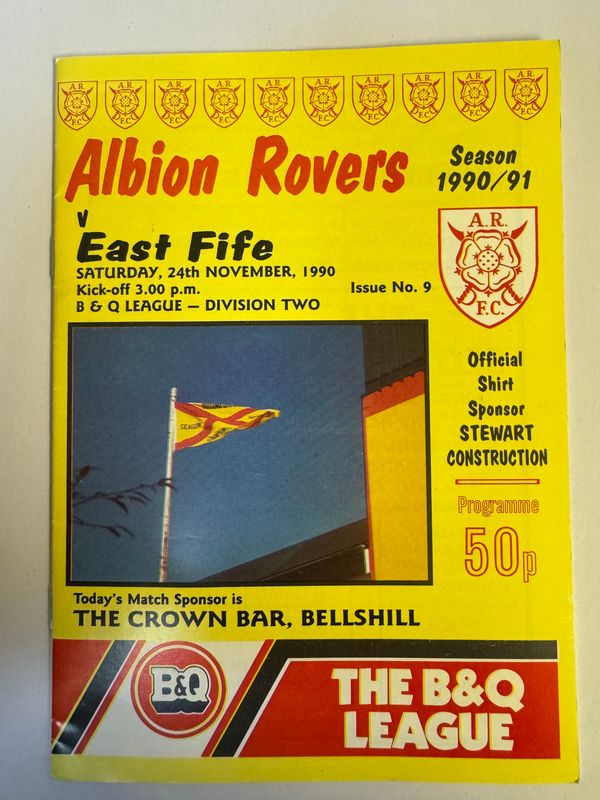 A.R. F.C. A.R. F.C. A.R. F.C. A.R. F.C. A.R. F.C. A.R. F.C. A.R. F.C. A.R. F.C. A.R. F.C. A.R. F.C.
Albion Rovers
Season
1990/91
v
East Fife
SATURDAY, 24th NOVEMBER, 1990
Kick-off 3.00 p.m.
Issue No. 9
B & Q LEAGUE – DIVISION TWO
A.R.
F.C.
Official
Shirt
Sponsor
STEWART
CONSTRUCTION
Programme
50p
Today's Match Sponsor is
THE CROWN BAR, BELLSHILL
B&Q
THE B&Q
LEAGUE